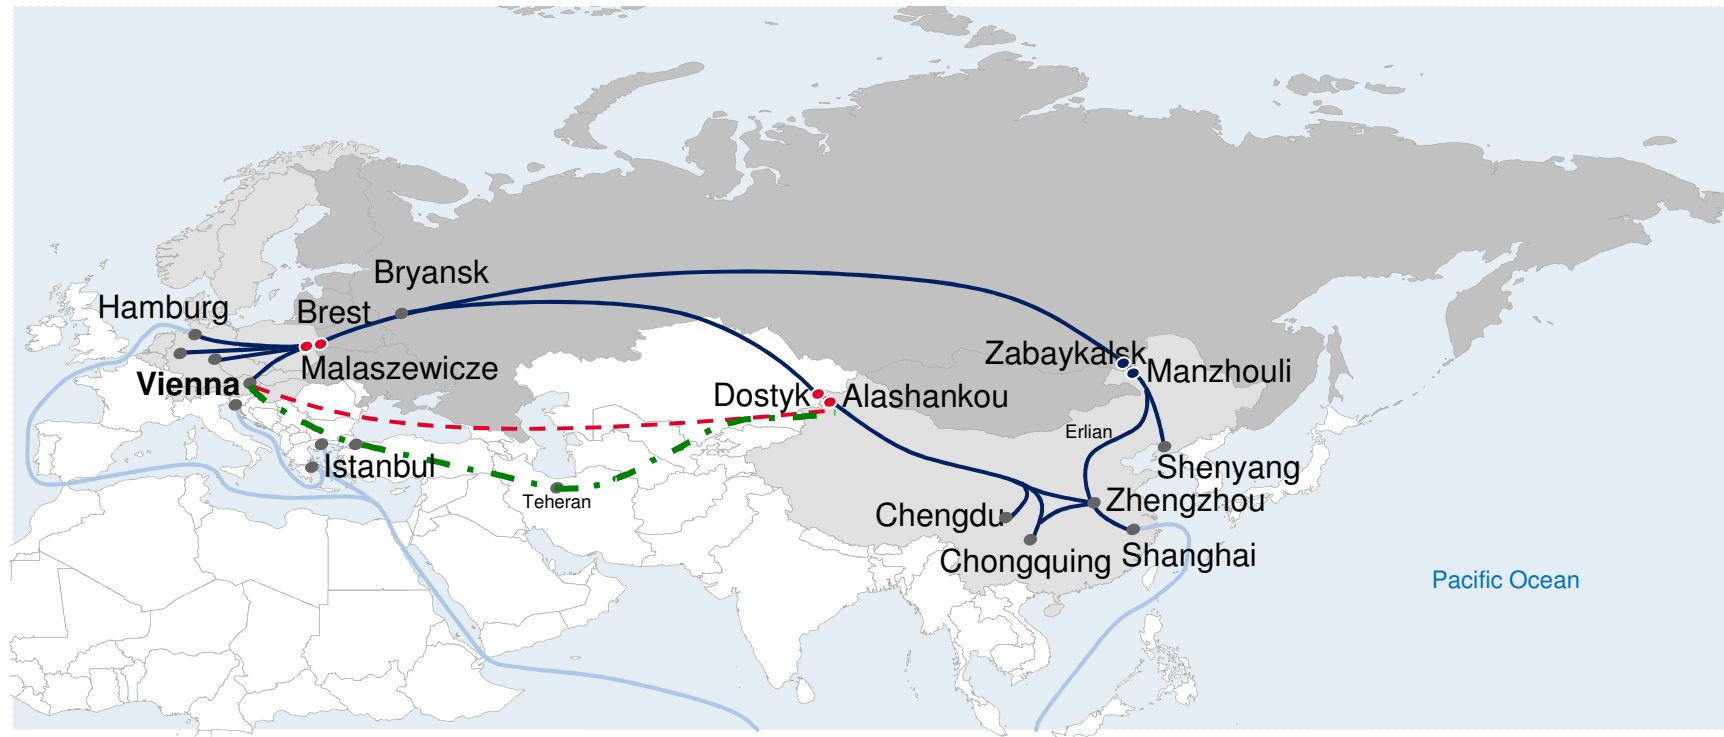 Bryansk
Hamburg
Brest
Zabaykalsk
Malaszewicze
Manzhouli
Vienna
Dostyk
Alashankou
Erlian
Istanbul
Shenyang
Teheran
Zhengzhou
Chengdu
Chongquing
Shanghai
Pacific Ocean